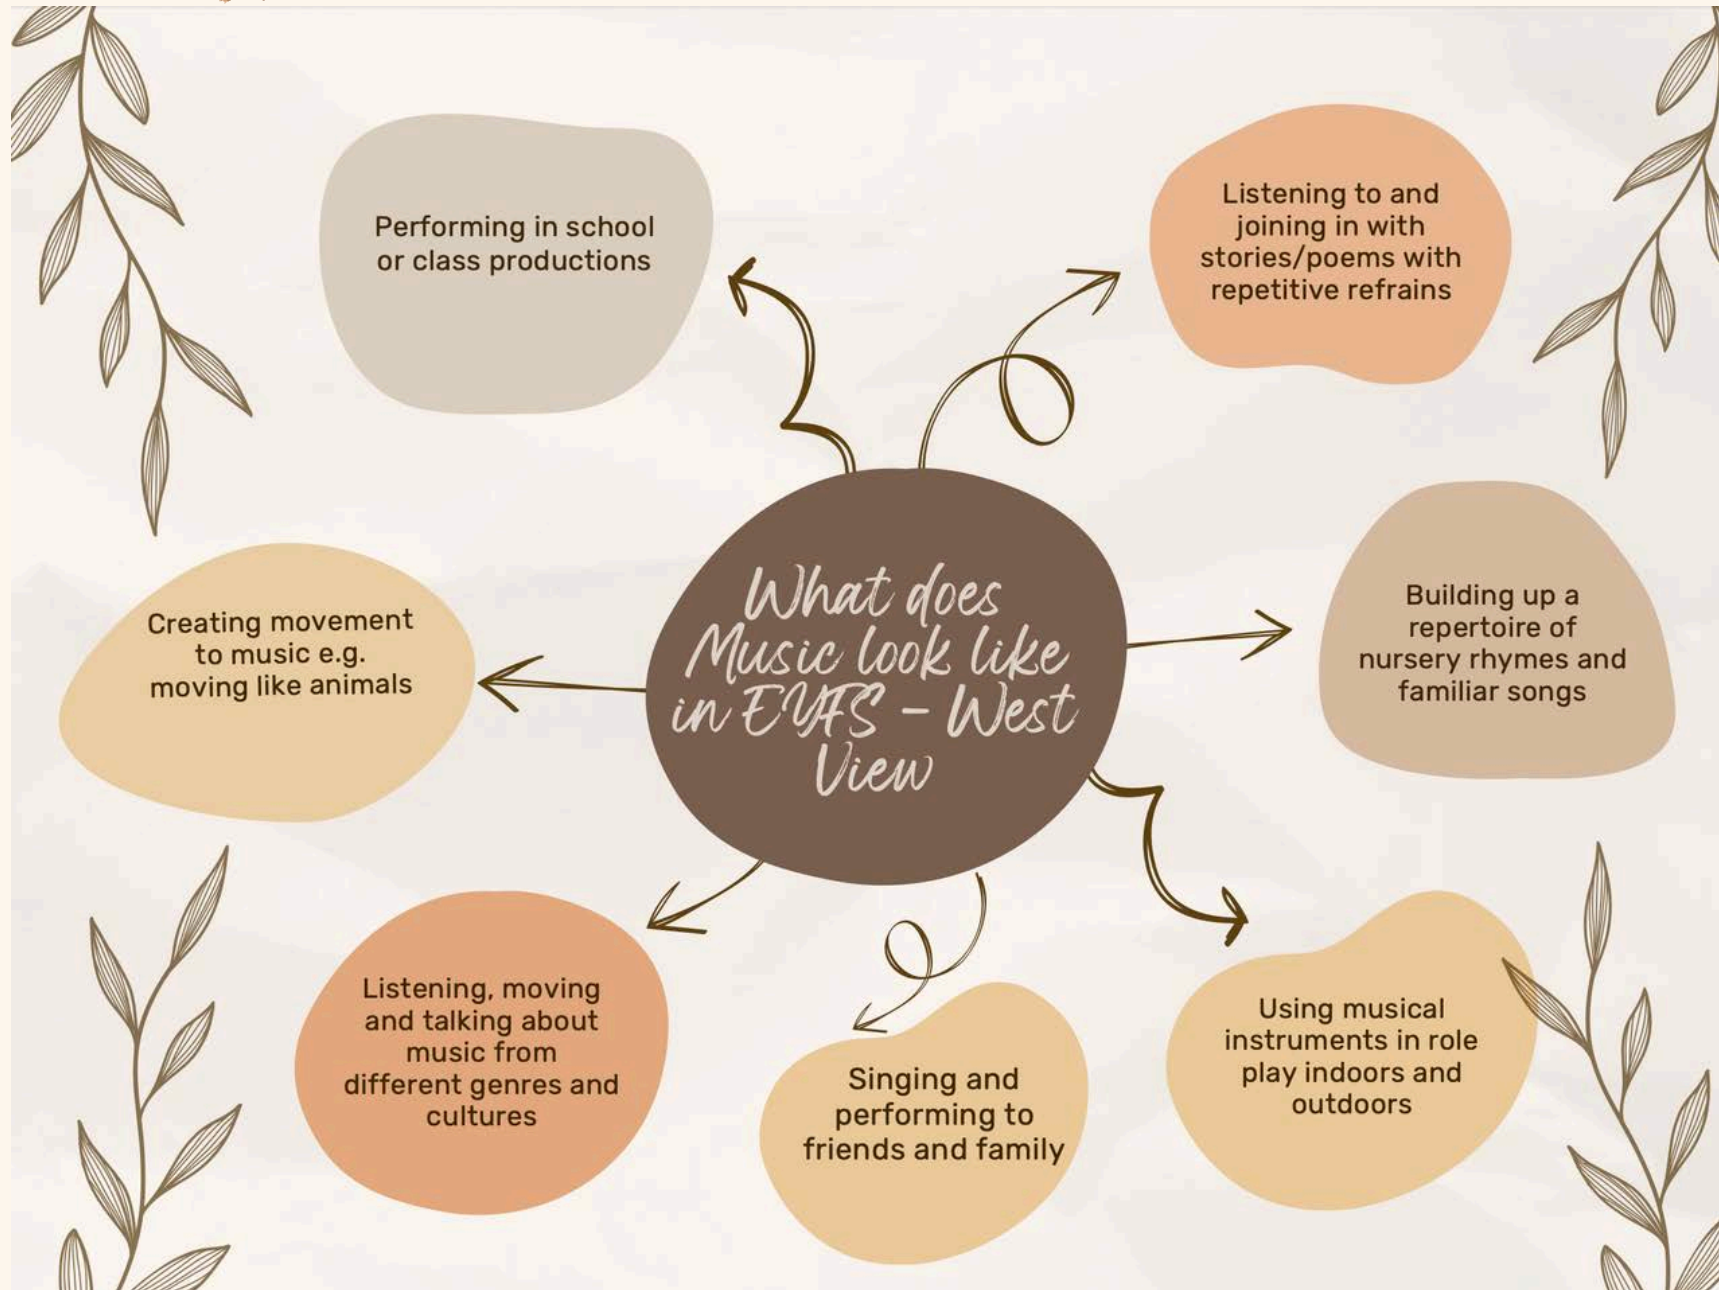 Performing in school
or class productions
Listening to and
joining in with
stories/poems with
repetitive refrains
What does
Music look like
in EYFS – West
View
Building up a
repertoire of
nursery rhymes and
familiar songs
Creating movement
to music e.g.
moving like animals
Listening, moving
and talking about
music from
different genres and
cultures
Singing and
performing to
friends and family
Using musical
instruments in role
play indoors and
outdoors